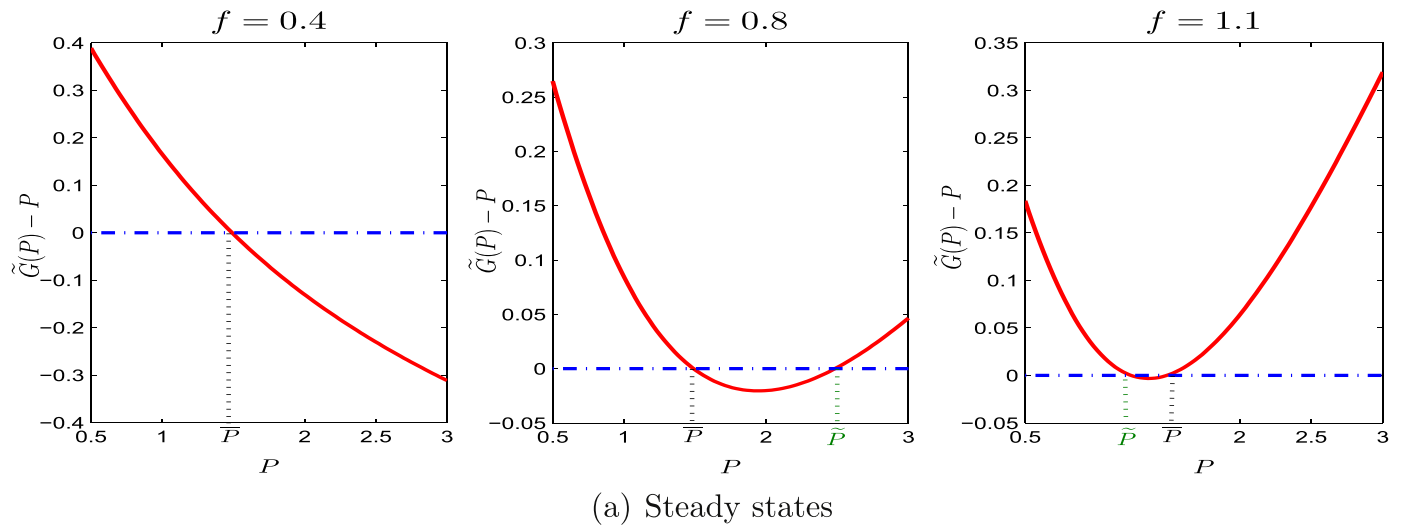 f = 0.4
0.4
0.3
0.2
0.1
0
−0.1
−0.2
−0.3
−0.4
G̃(P) − P
0.5
1
P̅
2
2.5
3
P
f = 0.8
0.3
0.25
0.2
0.15
0.1
0.05
0
−0.05
G̃(P) − P
0.5
1
P̅
2
P̃
3
P
f = 1.1
0.35
0.3
0.25
0.2
0.15
0.1
0.05
0
−0.05
G̃(P) − P
0.5
P̃
P̅
2
2.5
3
P
(a) Steady states